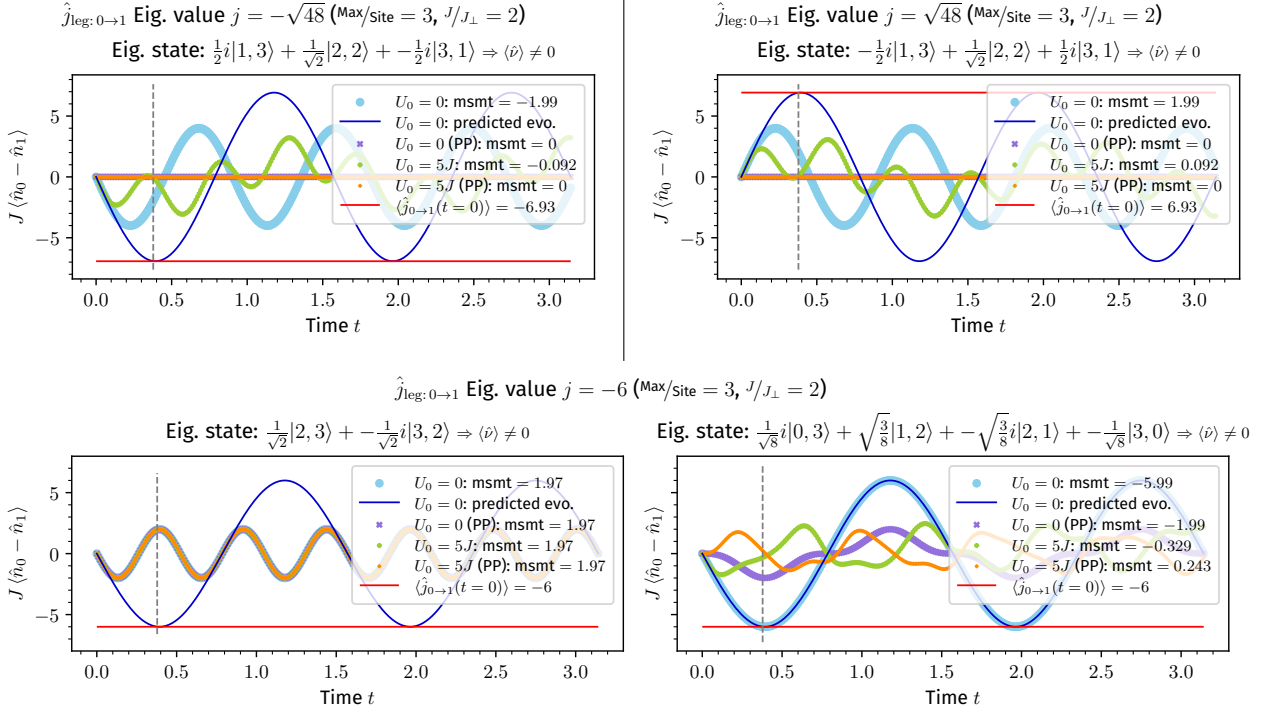 ĵ_leg: 0→1 Eig. value j = −√48 (Max/Site = 3, J/J⊥ = 2)
Eig. state: ½i|1, 3⟩ + 1/√2|2, 2⟩ + −½i|3, 1⟩ ⇒ ⟨ν̂⟩ ≠ 0
U₀ = 0: msmt = −1.99
U₀ = 0: predicted evo.
U₀ = 0 (PP): msmt = 0
U₀ = 5J: msmt = −0.092
U₀ = 5J (PP): msmt = 0
⟨ĵ₀→₁(t = 0)⟩ = −6.93
J ⟨n̂₀ − n̂₁⟩
5
0
−5
0.0 0.5 1.0 1.5 2.0 2.5 3.0
Time t
ĵ_leg: 0→1 Eig. value j = √48 (Max/Site = 3, J/J⊥ = 2)
Eig. state: −½i|1, 3⟩ + 1/√2|2, 2⟩ + ½i|3, 1⟩ ⇒ ⟨ν̂⟩ ≠ 0
U₀ = 0: msmt = 1.99
U₀ = 0: predicted evo.
U₀ = 0 (PP): msmt = 0
U₀ = 5J: msmt = 0.092
U₀ = 5J (PP): msmt = 0
⟨ĵ₀→₁(t = 0)⟩ = 6.93
J ⟨n̂₀ − n̂₁⟩
5
0
−5
0.0 0.5 1.0 1.5 2.0 2.5 3.0
Time t
ĵ_leg: 0→1 Eig. value j = −6 (Max/Site = 3, J/J⊥ = 2)
Eig. state: 1/√2|2, 3⟩ + −1/√2 i|3, 2⟩ ⇒ ⟨ν̂⟩ ≠ 0
U₀ = 0: msmt = 1.97
U₀ = 0: predicted evo.
U₀ = 0 (PP): msmt = 1.97
U₀ = 5J: msmt = 1.97
U₀ = 5J (PP): msmt = 1.97
⟨ĵ₀→₁(t = 0)⟩ = −6
J ⟨n̂₀ − n̂₁⟩
5
0
−5
0.0 0.5 1.0 1.5 2.0 2.5 3.0
Time t
Eig. state: 1/√8 i|0, 3⟩ + √(3/8)|1, 2⟩ + −√(3/8)i|2, 1⟩ + −1/√8|3, 0⟩ ⇒ ⟨ν̂⟩ ≠ 0
U₀ = 0: msmt = −5.99
U₀ = 0: predicted evo.
U₀ = 0 (PP): msmt = −1.99
U₀ = 5J: msmt = −0.329
U₀ = 5J (PP): msmt = 0.243
⟨ĵ₀→₁(t = 0)⟩ = −6
J ⟨n̂₀ − n̂₁⟩
5
0
−5
0.0 0.5 1.0 1.5 2.0 2.5 3.0
Time t